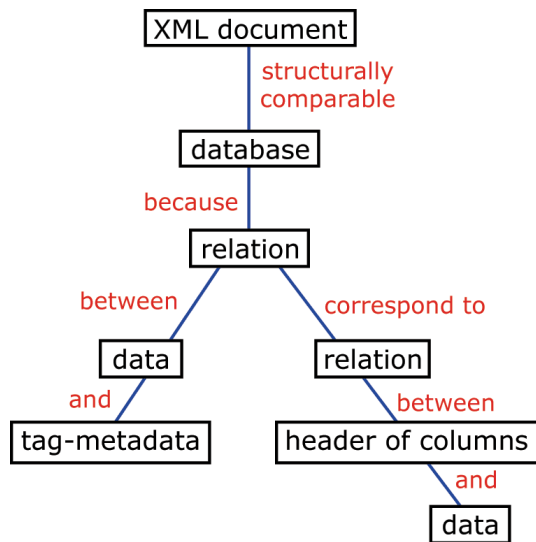 XML document
structurally
comparable
database
because
relation
between
correspond to
data
relation
and
between
tag-metadata
header of columns
and
data